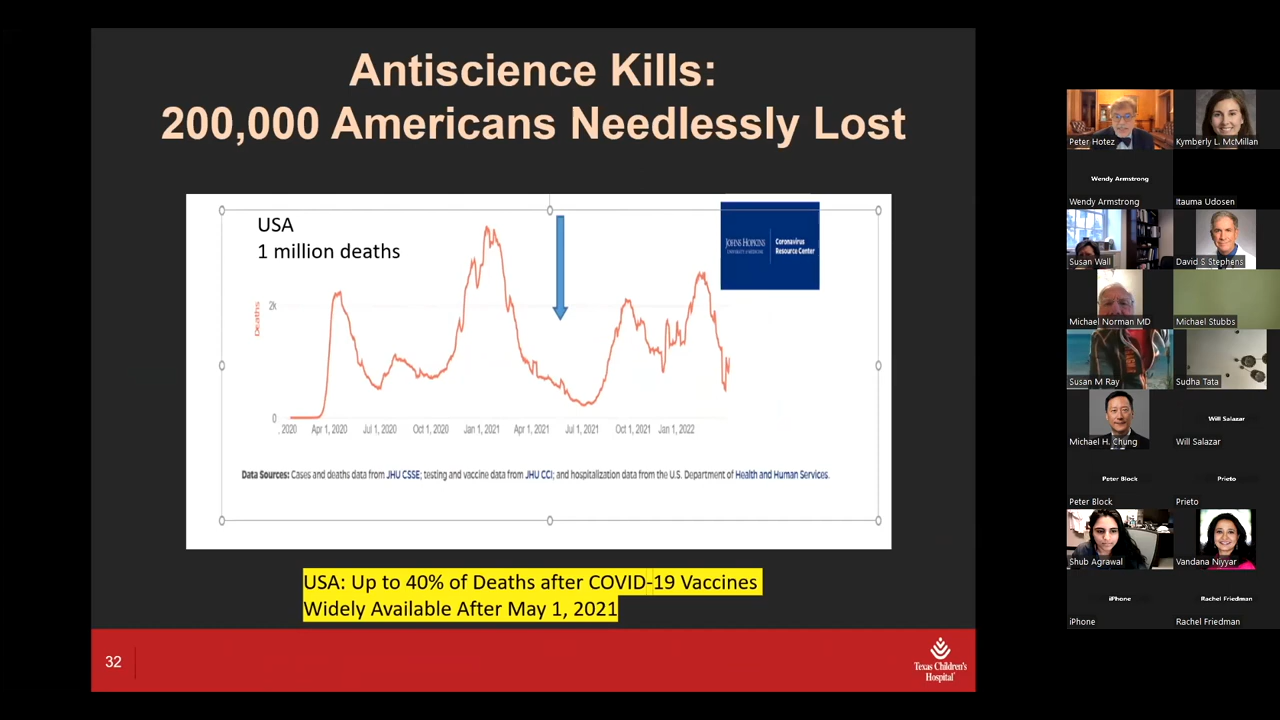 Antiscience Kills:
200,000 Americans Needlessly Lost
USA
1 million deaths
JOHNS HOPKINS
UNIVERSITY & MEDICINE
Coronavirus
Resource Center
Deaths
2k
0
, 2020
Apr 1, 2020
Jul 1, 2020
Oct 1, 2020
Jan 1, 2021
Apr 1, 2021
Jul 1, 2021
Oct 1, 2021
Jan 1, 2022
Data Sources: Cases and deaths data from JHU CSSE; testing and vaccine data from JHU CCI; and hospitalization data from the U.S. Department of Health and Human Services.
USA: Up to 40% of Deaths after COVID-19 Vaccines
Widely Available After May 1, 2021
32
Texas Children's
Hospital
Peter Hotez
Kymberly L. McMillan
Wendy Armstrong
Wendy Armstrong
Itauma Udosen
Susan Wall
David S Stephens
Michael Norman MD
Michael Stubbs
Susan M Ray
Sudha Tata
Michael H. Chung
Will Salazar
Will Salazar
Peter Block
Prieto
Peter Block
Prieto
Shub Agrawal
Vandana Niyyar
iPhone
Rachel Friedman
iPhone
Rachel Friedman